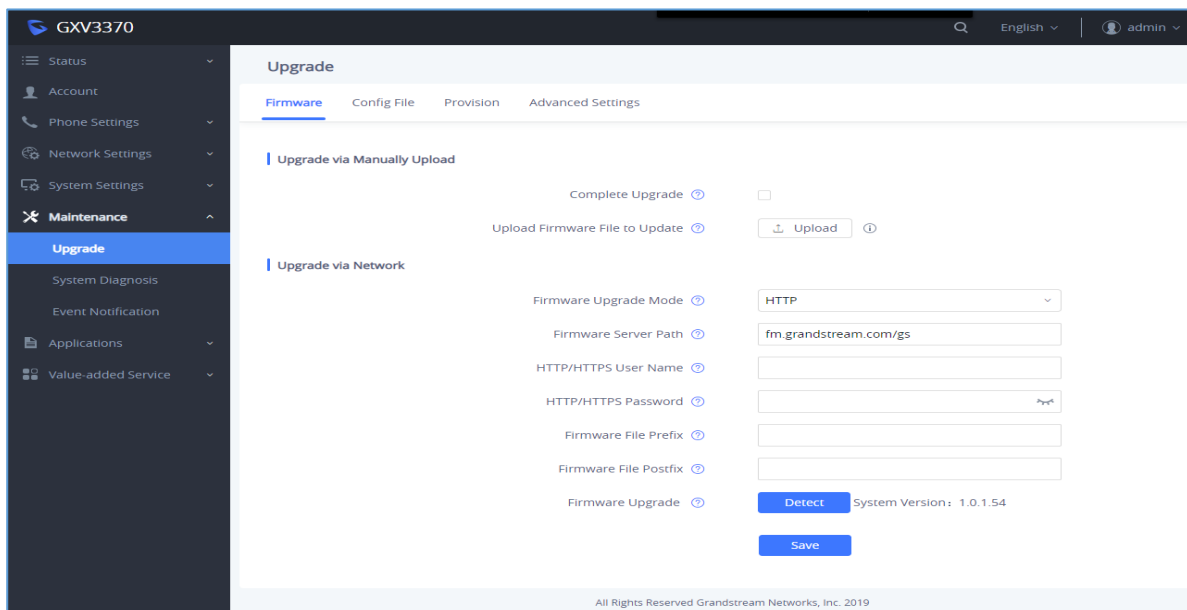 GXV3370
English
admin
Status
Account
Phone Settings
Network Settings
System Settings
Maintenance
Upgrade
System Diagnosis
Event Notification
Applications
Value-added Service
Upgrade
Firmware Config File Provision Advanced Settings
Upgrade via Manually Upload
Complete Upgrade ?
Upload Firmware File to Update ? Upload i
Upgrade via Network
Firmware Upgrade Mode ? HTTP
Firmware Server Path ? fm.grandstream.com/gs
HTTP/HTTPS User Name ?
HTTP/HTTPS Password ?
Firmware File Prefix ?
Firmware File Postfix ?
Firmware Upgrade ? Detect System Version: 1.0.1.54
Save
All Rights Reserved Grandstream Networks, Inc. 2019